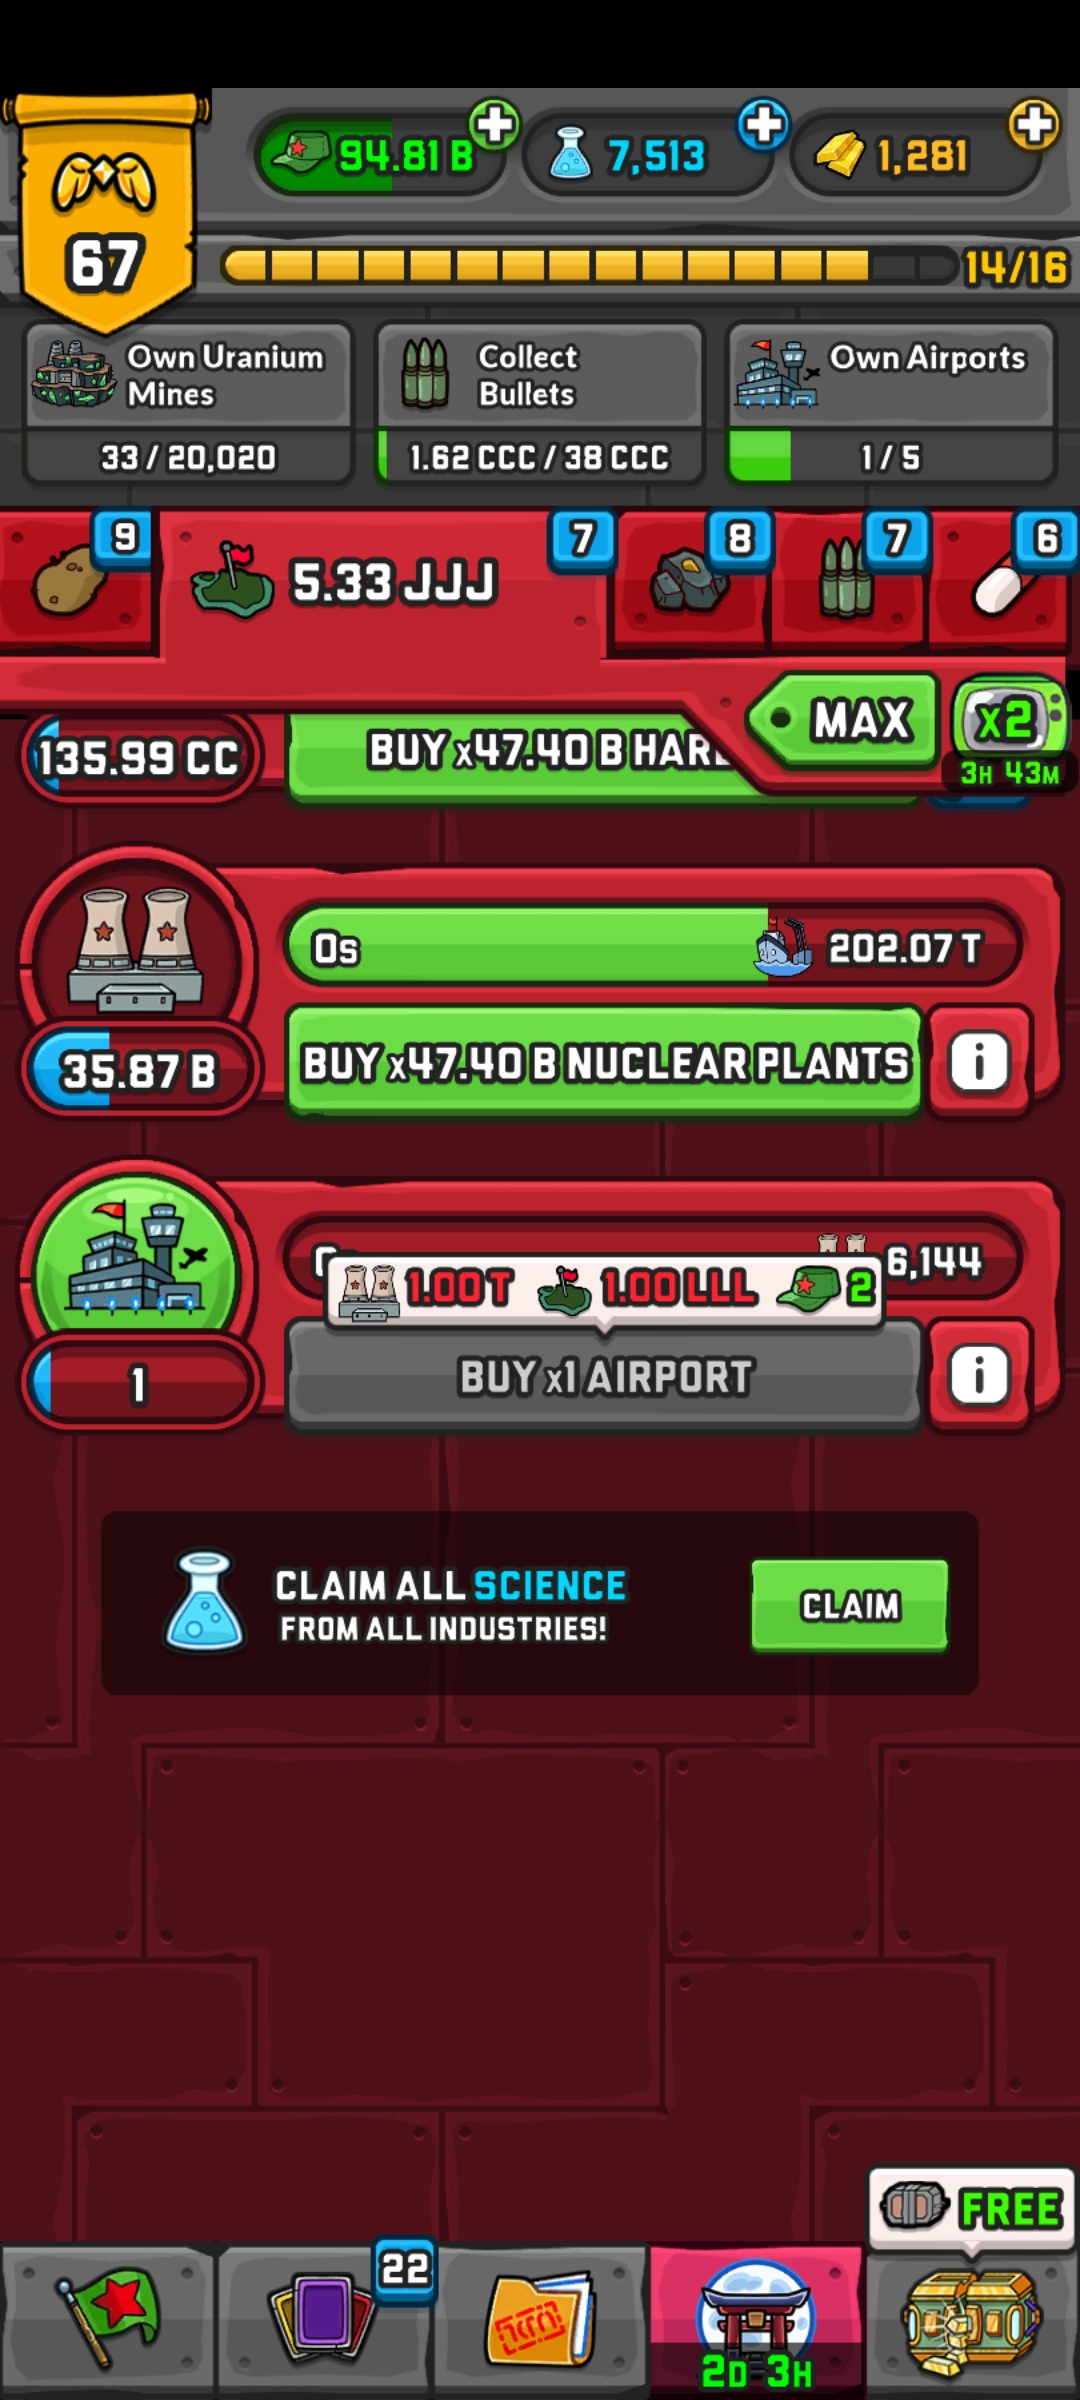 94.81 B
7,513
1,281
67
14/16
Own Uranium
Mines
33 / 20,020
Collect
Bullets
1.62 CCC / 38 CCC
Own Airports
1 / 5
9
5.33 JJJ
7
8
7
6
MAX
x2
3H 43M
135.99 CC
BUY x47.40 B
0s
202.07 T
35.87 B
BUY x47.40 B NUCLEAR PLANTS
i
6,144
1.00 T
1.00 LLL
2
1
BUY x1 AIRPORT
i
CLAIM ALL SCIENCE
FROM ALL INDUSTRIES!
CLAIM
FREE
22
2D 3H